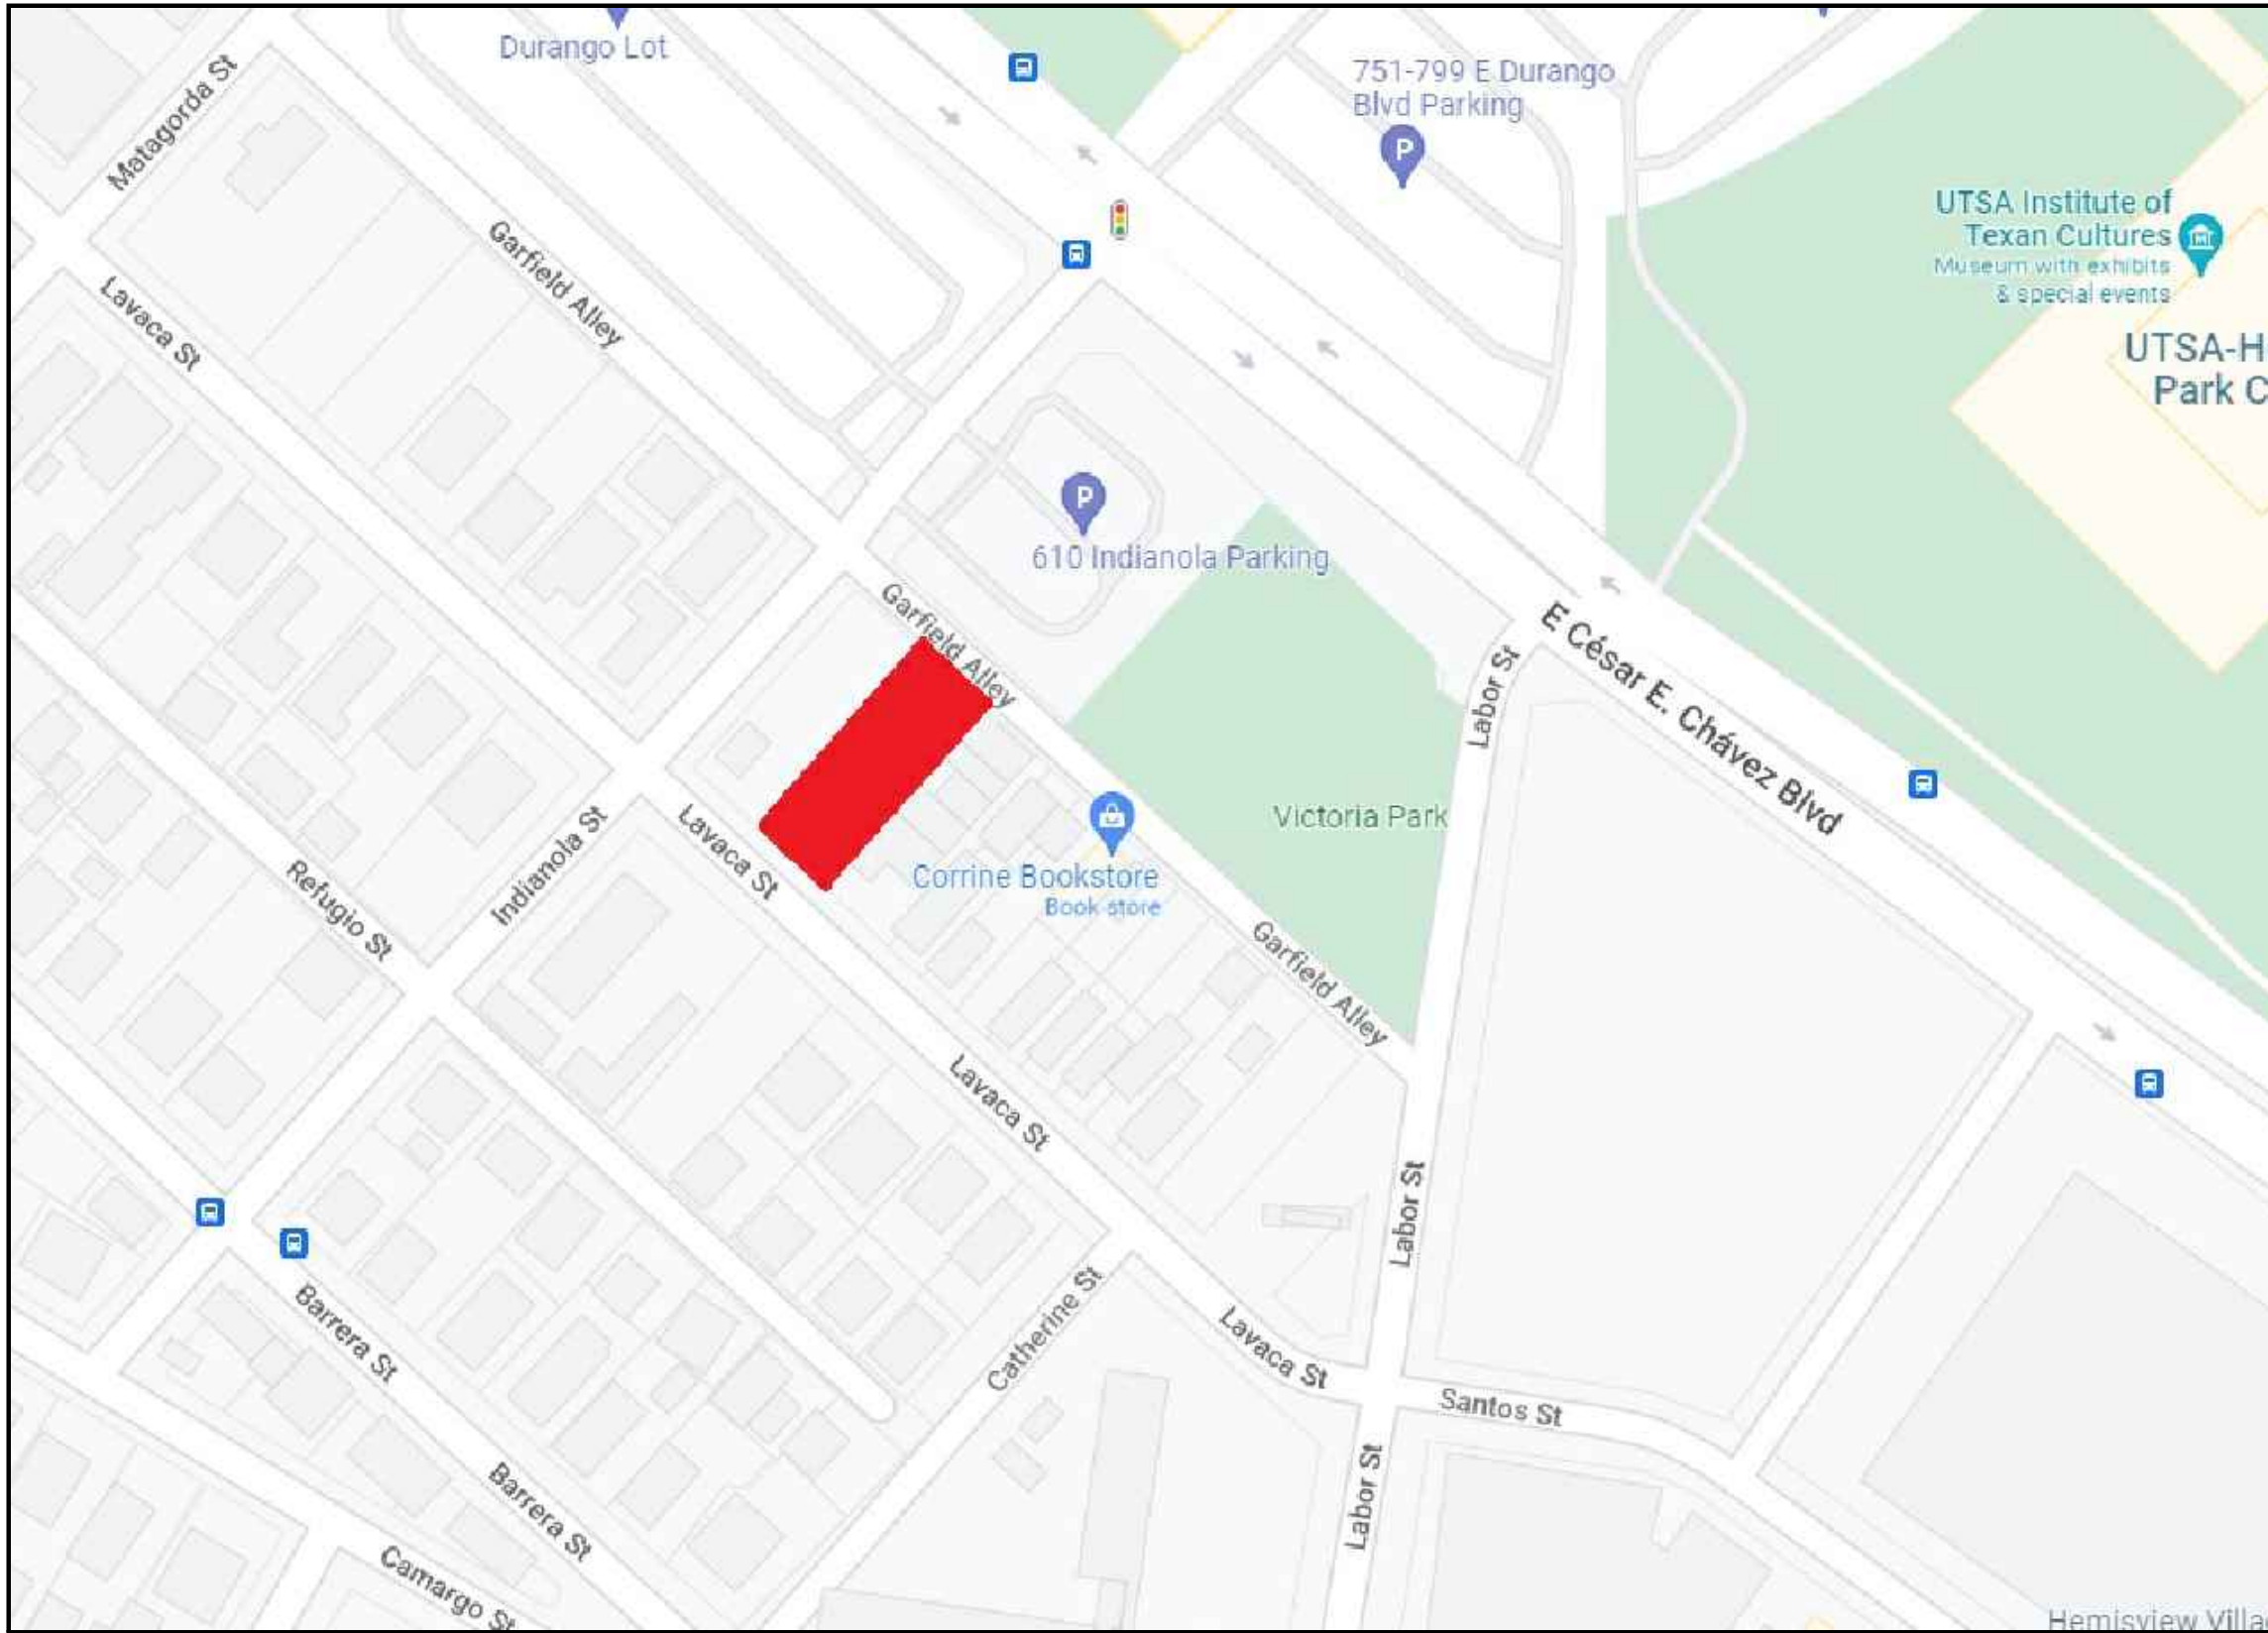 Durango Lot
751-799 E Durango
Blvd Parking
P
Matagorda St
UTSA Institute of
Texan Cultures
Museum with exhibits
& special events
Garfield Alley
Lavaca St
UTSA-H
Park C
P
610 Indianola Parking
Garfield Alley
E César E. Chávez Blvd
Labor St
Victoria Park
Lavaca St
Indianola St
Corrine Bookstore
Book store
Refugio St
Garfield Alley
Lavaca St
Labor St
Catherine St
Barrera St
Lavaca St
Santos St
Labor St
Barrera St
Camargo St
Hemisview Villa